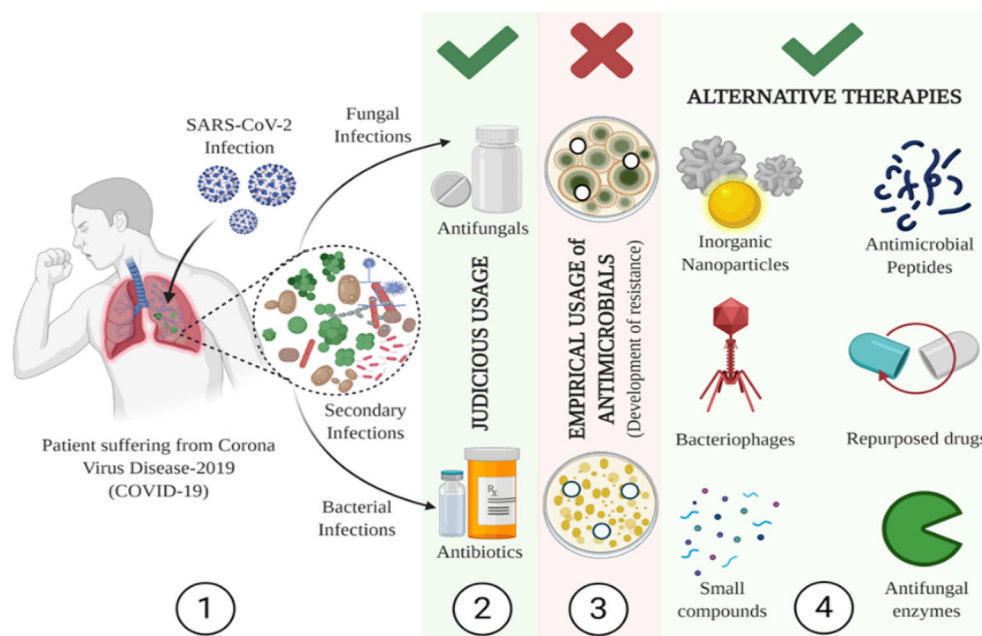 SARS-CoV-2
Infection
Fungal
Infections
Secondary
Infections
Bacterial
Infections
Patient suffering from Corona
Virus Disease-2019
(COVID-19)
1
Antifungals
JUDICIOUS USAGE
Rx
Antibiotics
2
EMPIRICAL USAGE of
ANTIMICROBIALS
(Development of resistance)
3
ALTERNATIVE THERAPIES
Inorganic
Nanoparticles
Antimicrobial
Peptides
Bacteriophages
Repurposed drugs
Small
compounds
Antifungal
enzymes
4